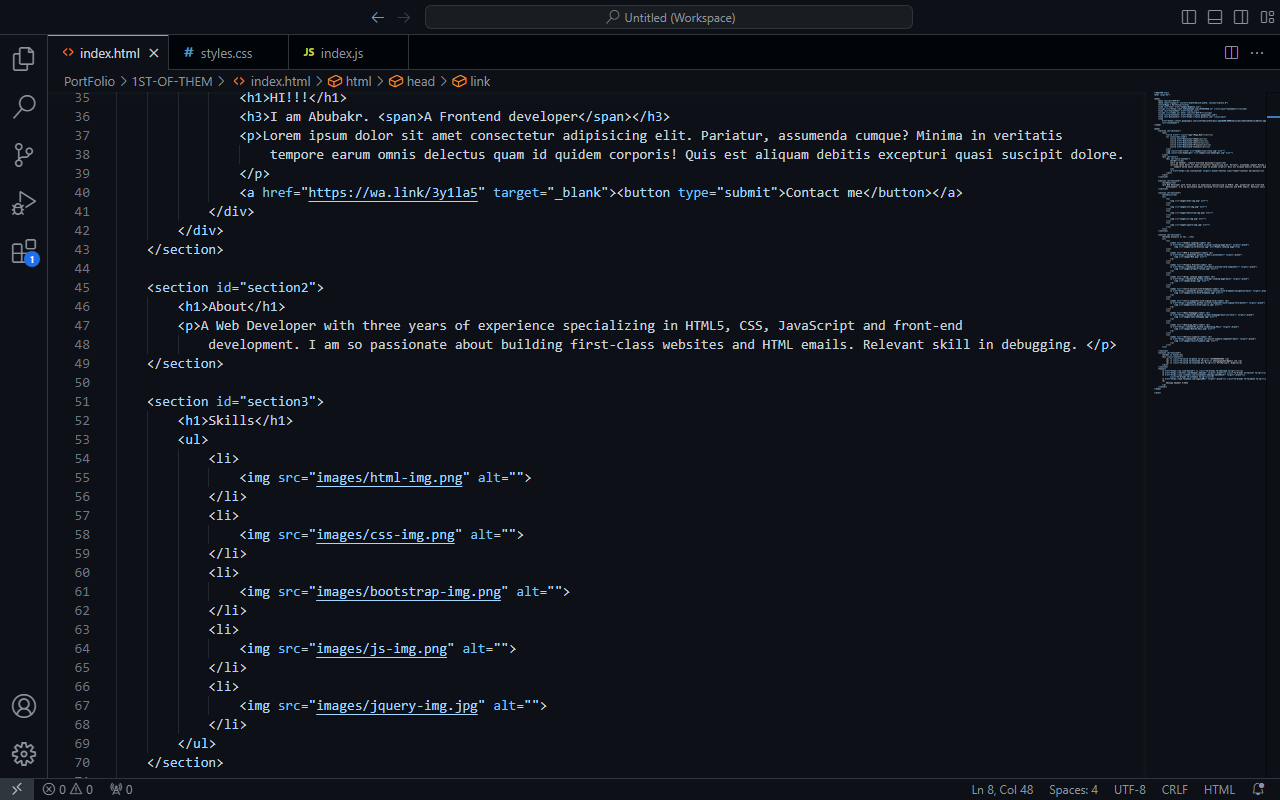 Untitled (Workspace)
index.html
# styles.css
JS index.js
PortFolio > 1ST-OF-THEM > index.html > html > head > link
35 <h1>HI!!!</h1>
36 <h3>I am Abubakr. <span>A Frontend developer</span></h3>
37 <p>Lorem ipsum dolor sit amet consectetur adipisicing elit. Pariatur, assumenda cumque? Minima in veritatis
38 tempore earum omnis delectus quam id quidem corporis! Quis est aliquam debitis excepturi quasi suscipit dolore.
39 </p>
40 <a href="https://wa.link/3y1la5" target="_blank"><button type="submit">Contact me</button></a>
41 </div>
42 </div>
43 </section>
44
45 <section id="section2">
46 <h1>About</h1>
47 <p>A Web Developer with three years of experience specializing in HTML5, CSS, JavaScript and front-end
48 development. I am so passionate about building first-class websites and HTML emails. Relevant skill in debugging. </p>
49 </section>
50
51 <section id="section3">
52 <h1>Skills</h1>
53 <ul>
54 <li>
55 <img src="images/html-img.png" alt="">
56 </li>
57 <li>
58 <img src="images/css-img.png" alt="">
59 </li>
60 <li>
61 <img src="images/bootstrap-img.png" alt="">
62 </li>
63 <li>
64 <img src="images/js-img.png" alt="">
65 </li>
66 <li>
67 <img src="images/jquery-img.jpg" alt="">
68 </li>
69 </ul>
70 </section>
1
0 0 0 Ln 8, Col 48 Spaces: 4 UTF-8 CRLF HTML